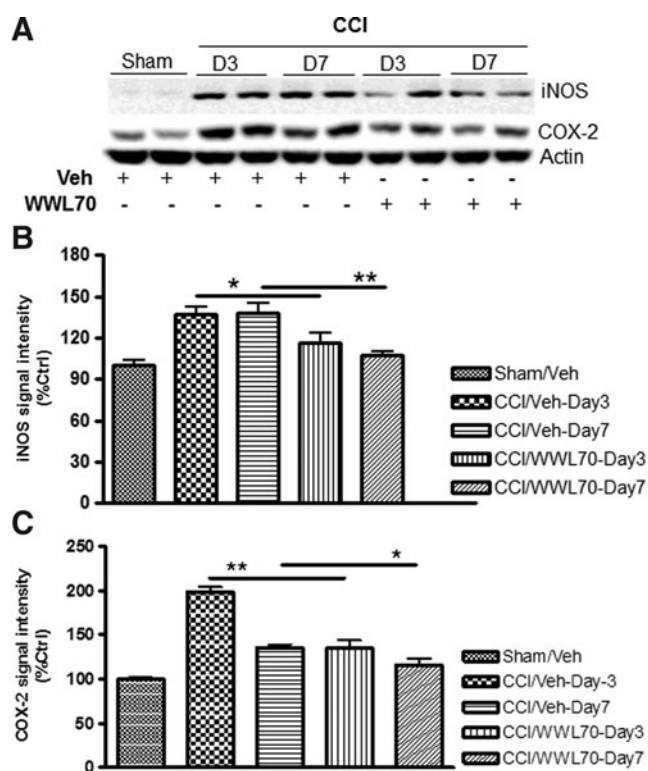 A
CCI
Sham D3 D7 D3 D7
iNOS
COX-2
Actin
Veh + + + + + + - - - -
WWL70 - - - - - - + + + +
B
iNOS signal intensity
(%Ctrl)
180
150
120
90
60
30
0
* **
Sham/Veh
CCI/Veh-Day3
CCI/Veh-Day7
CCI/WWL70-Day3
CCI/WWL70-Day7
C
COX-2 signal intensity
(%Ctrl)
250
200
150
100
50
0
** *
Sham/Veh
CCI/Veh-Day-3
CCI/Veh-Day7
CCI/WWL70-Day3
CCI/WWL70-Day7